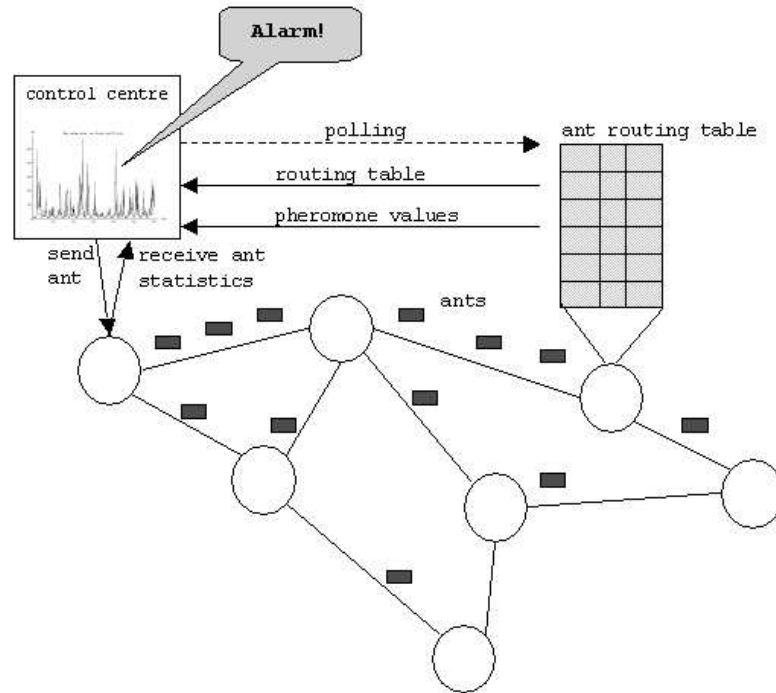 Alarm!
control centre
polling
ant routing table
routing table
pheromone values
send
ant
receive ant
statistics
ants